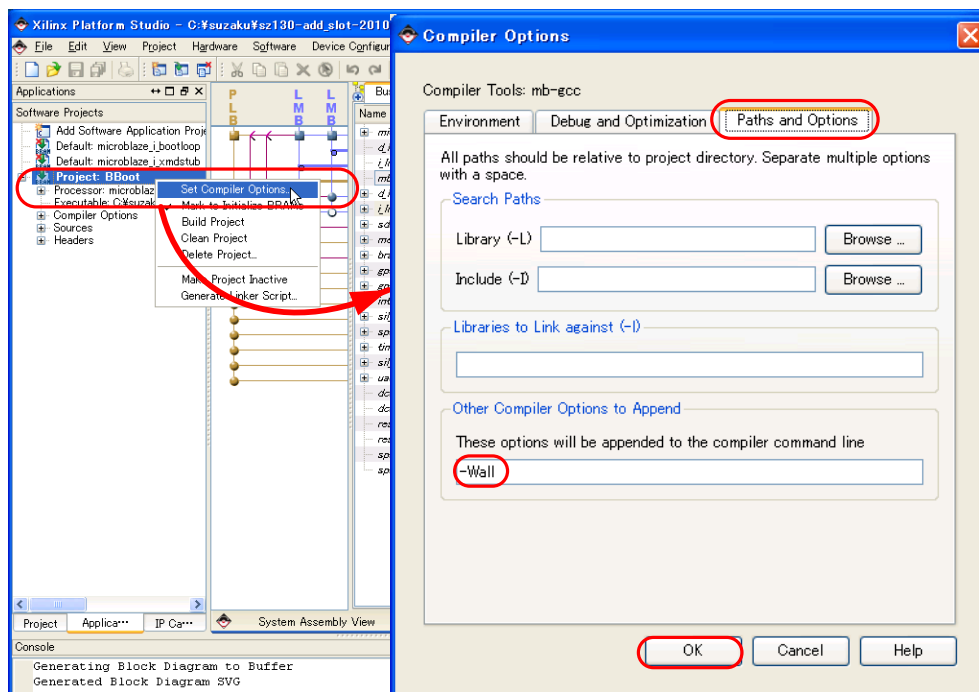 Xilinx Platform Studio - C:¥suzaku¥sz130-add_slot-2010
File Edit View Project Hardware Software Device Configur
Applications
Software Projects
Add Software Application Proje
Default: microblaze_i_bootloop
Default: microblaze_i_xmdstub
Project: BBoot
Processor: microblaz
Executable: C:¥suzak
Compiler Options
Sources
Headers
Set Compiler Options...
Mark to Initialize BRAMs
Build Project
Clean Project
Delete Project...
Make Project Inactive
Generate Linker Script...
P L B
L M B
L M B
Bu
Name
Project Applica… IP Ca…
System Assembly View
Console
Generating Block Diagram to Buffer
Generated Block Diagram SVG
Compiler Options
Compiler Tools: mb-gcc
Environment Debug and Optimization Paths and Options
All paths should be relative to project directory. Separate multiple options
with a space.
Search Paths
Library (-L) Browse ...
Include (-I) Browse ...
Libraries to Link against (-l)
Other Compiler Options to Append
These options will be appended to the compiler command line
-Wall
OK Cancel Help